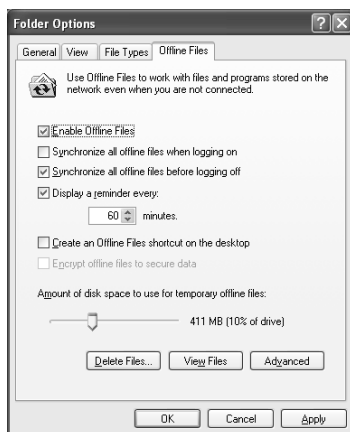 Folder Options
General View File Types Offline Files
Use Offline Files to work with files and programs stored on the
network even when you are not connected.
Enable Offline Files
Synchronize all offline files when logging on
Synchronize all offline files before logging off
Display a reminder every:
60 minutes.
Create an Offline Files shortcut on the desktop
Encrypt offline files to secure data
Amount of disk space to use for temporary offline files:
411 MB (10% of drive)
Delete Files... View Files Advanced
OK Cancel Apply